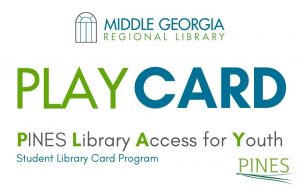 MIDDLE GEORGIA
REGIONAL LIBRARY
PLAYCARD
PINES Library Access for Youth
Student Library Card Program
PINES